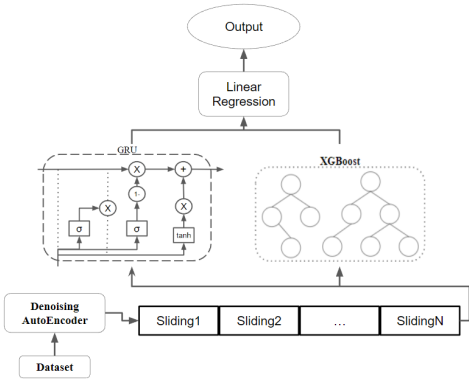 Output
Linear
Regression
GRU
XGBoost
X
+
1-
X
X
σ
σ
tanh
Denoising
AutoEncoder
Sliding1
Sliding2
...
SlidingN
Dataset